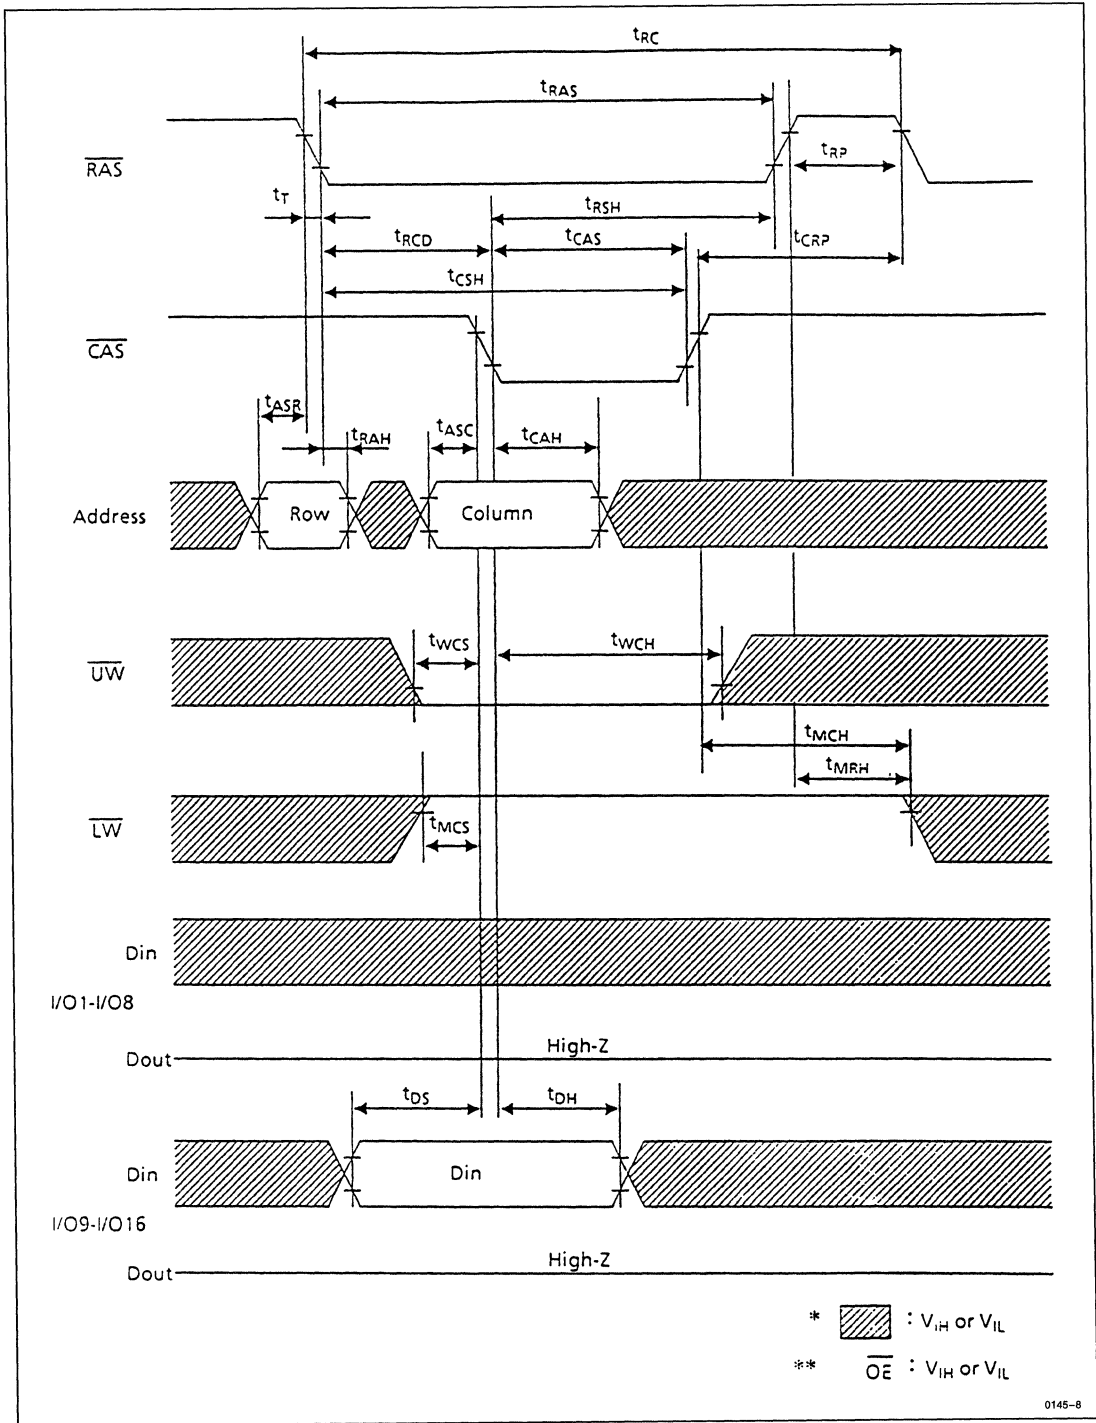 tRC
tRAS
RAS
tRP
tT
tRSH
tRCD
tCAS
tCRP
tCSH
CAS
tASR
tRAH
tASC
tCAH
Address
Row
Column
tWCS
tWCH
UW
tMCH
tMRH
LW
tMCS
Din
I/O1-I/O8
High-Z
Dout
tDS
tDH
Din
Din
I/O9-I/O16
High-Z
Dout
* : VIH or VIL
** OE : VIH or VIL
0145-8